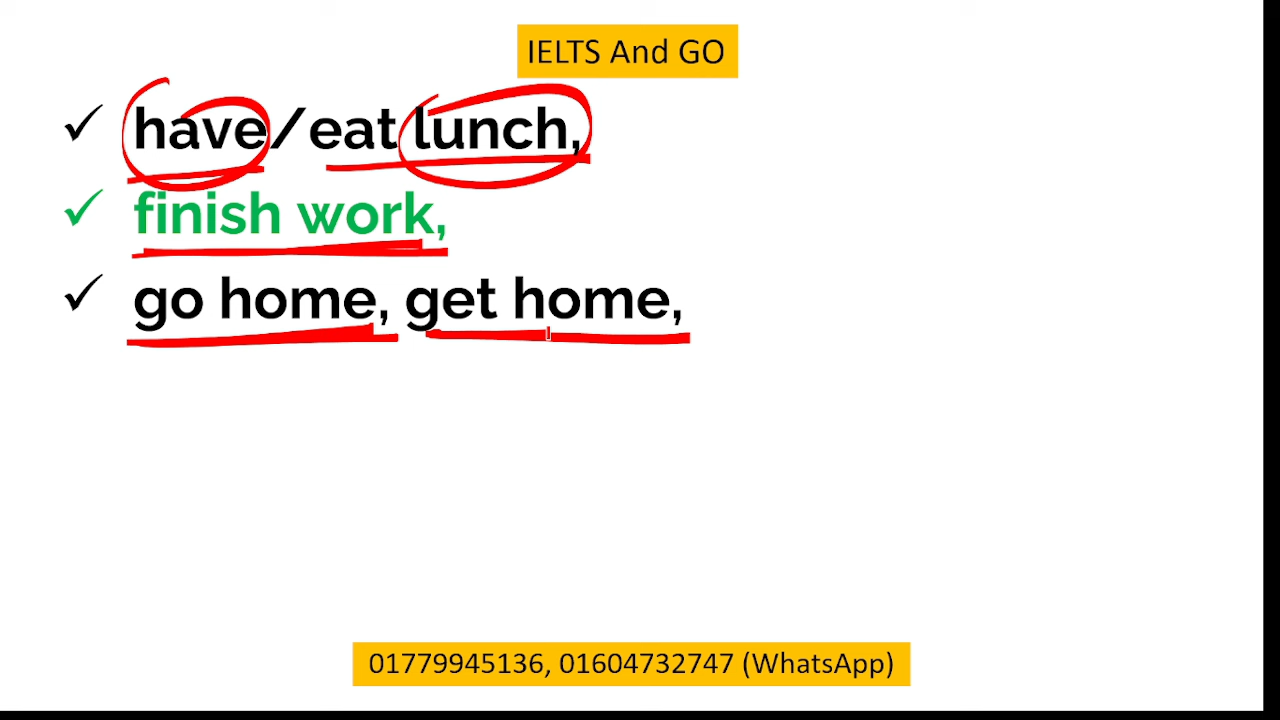 IELTS And GO
✓ have/eat lunch,
✓ finish work,
✓ go home, get home,
01779945136, 01604732747 (WhatsApp)